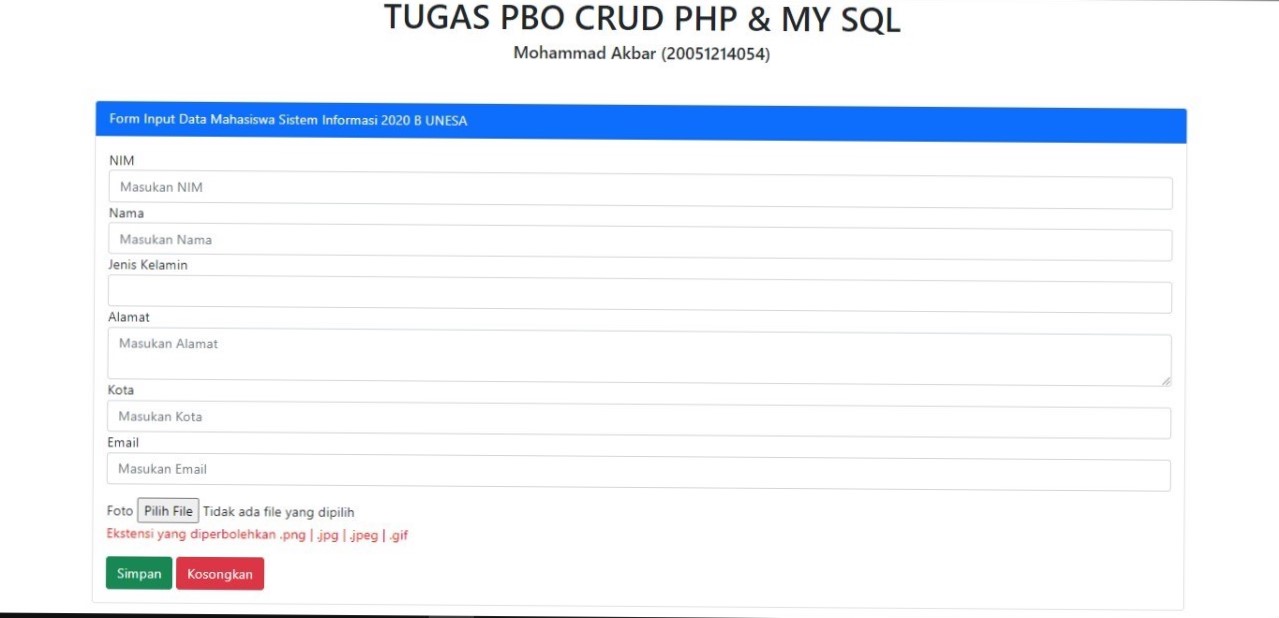 TUGAS PBO CRUD PHP & MY SQL
Mohammad Akbar (20051214054)
Form Input Data Mahasiswa Sistem Informasi 2020 B UNESA
NIM
Masukan NIM
Nama
Masukan Nama
Jenis Kelamin
Alamat
Masukan Alamat
Kota
Masukan Kota
Email
Masukan Email
Foto Pilih File Tidak ada file yang dipilih
Ekstensi yang diperbolehkan .png | .jpg | .jpeg | .gif
Simpan Kosongkan